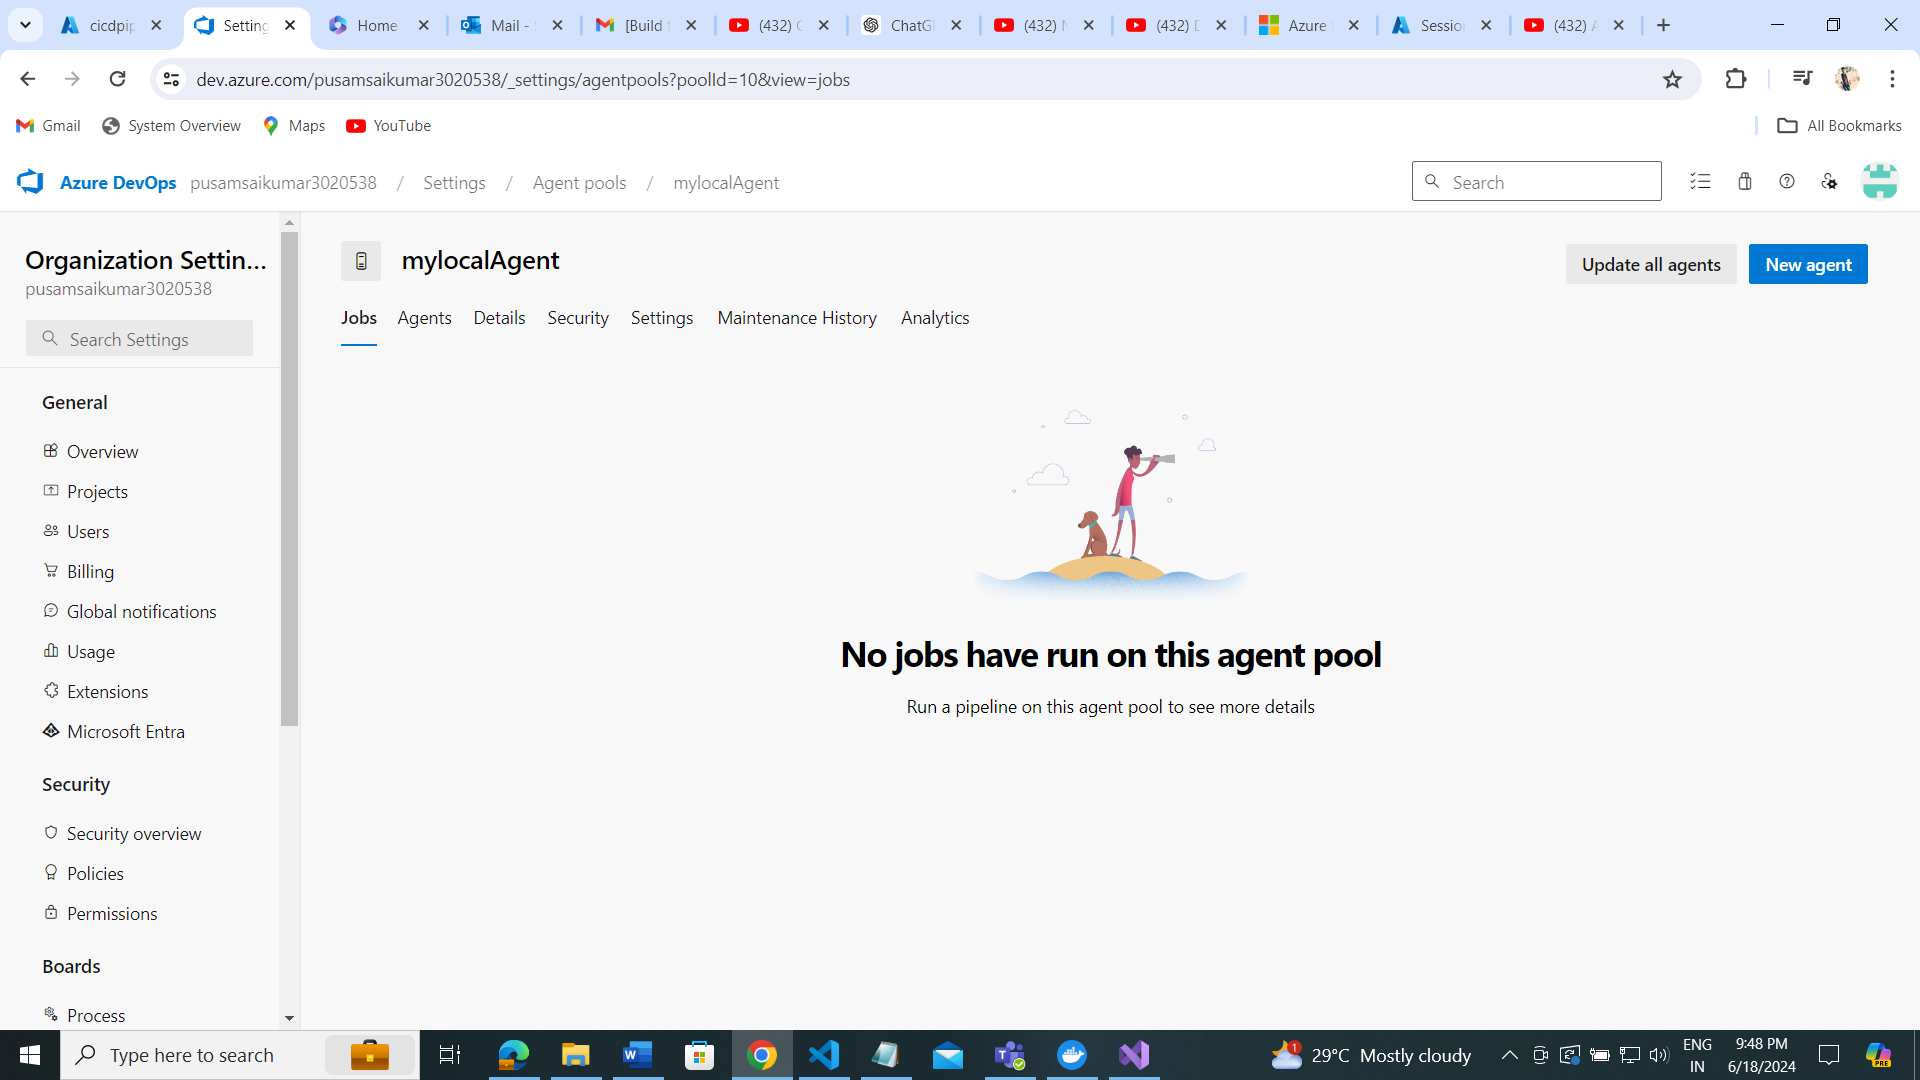 cicdpip
Setting
Home
Mail -
[Build
(432)
ChatG
(432)
(432)
Azure
Session
(432)
dev.azure.com/pusamsaikumar3020538/_settings/agentpools?poolId=10&view=jobs
Gmail
System Overview
Maps
YouTube
All Bookmarks
Azure DevOps pusamsaikumar3020538 / Settings / Agent pools / mylocalAgent
Search
Organization Settin...
pusamsaikumar3020538
Search Settings
General
Overview
Projects
Users
Billing
Global notifications
Usage
Extensions
Microsoft Entra
Security
Security overview
Policies
Permissions
Boards
Process
mylocalAgent
Update all agents
New agent
Jobs Agents Details Security Settings Maintenance History Analytics
No jobs have run on this agent pool
Run a pipeline on this agent pool to see more details
Type here to search
1
29°C Mostly cloudy
ENG
IN
9:48 PM
6/18/2024
PRE